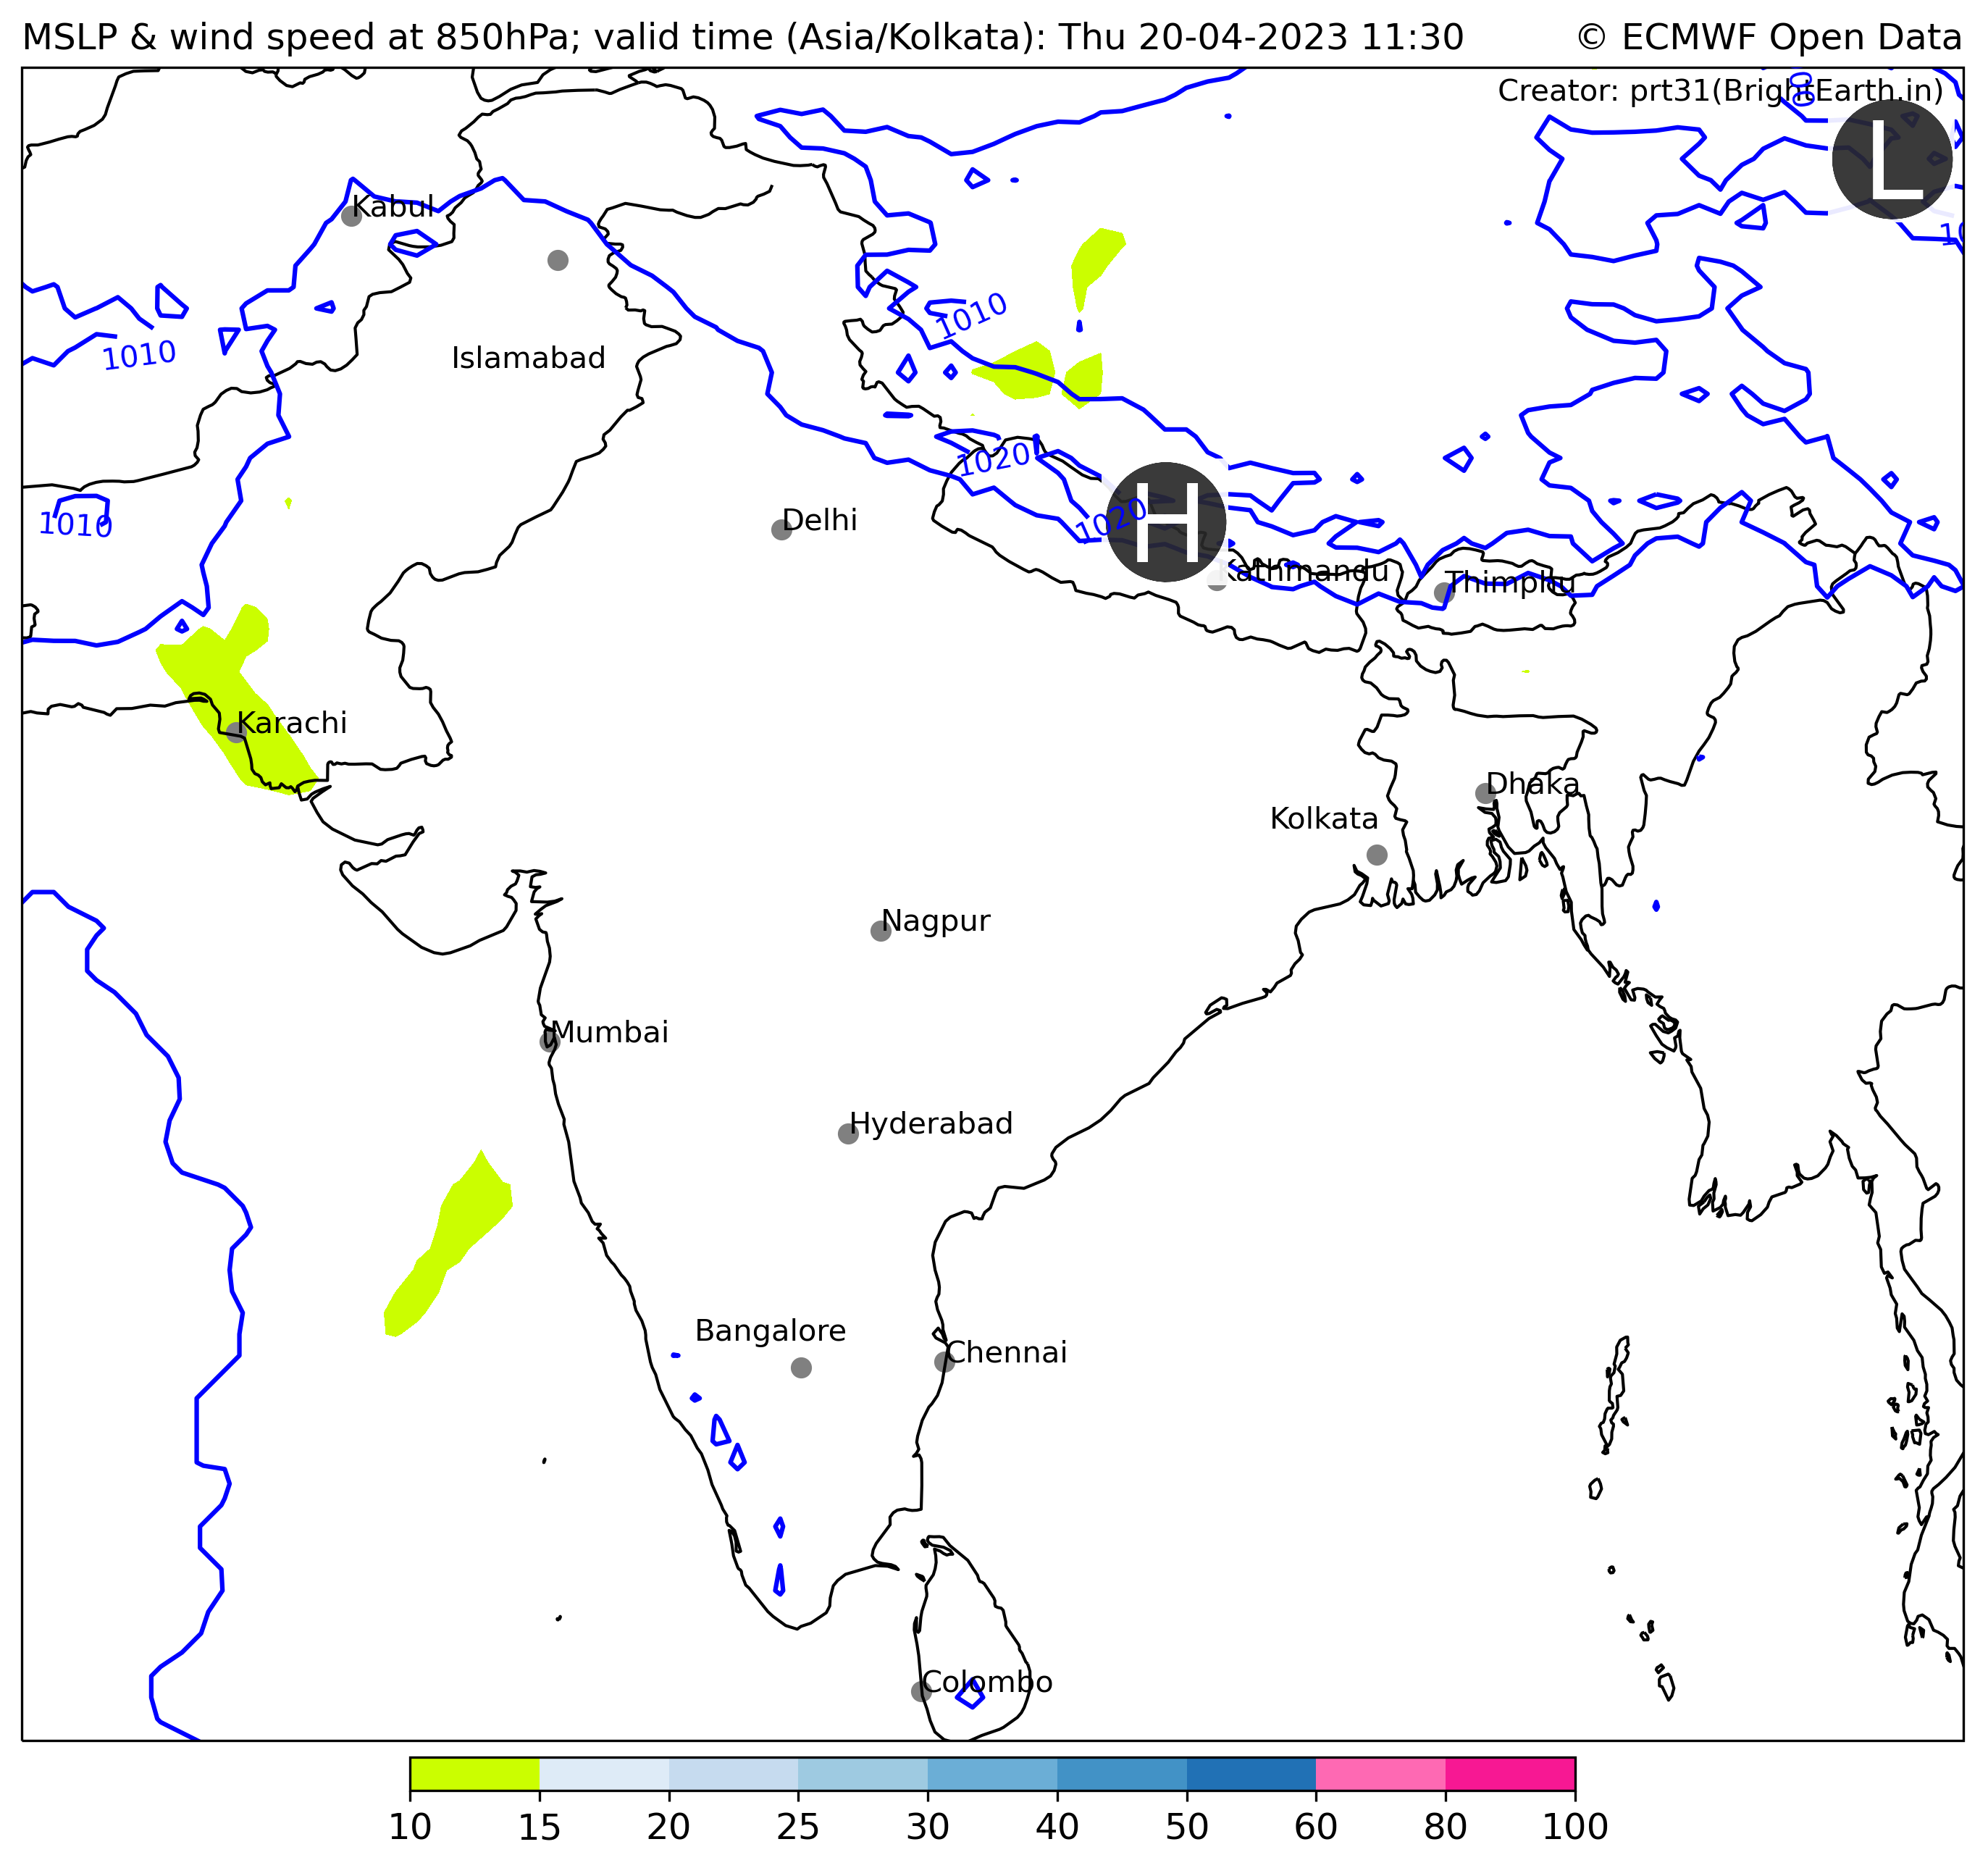 MSLP & wind speed at 850hPa; valid time (Asia/Kolkata): Thu 20-04-2023 11:30 © ECMWF Open Data
Creator: prt31(BrightEarth.in)
L
Kabul
1010
1010
Islamabad
1020
1010
Delhi
1020
H
Kathmandu
Thimphu
Karachi
Dhaka
Kolkata
Nagpur
Mumbai
Hyderabad
Bangalore
Chennai
Colombo
10 15 20 25 30 40 50 60 80 100